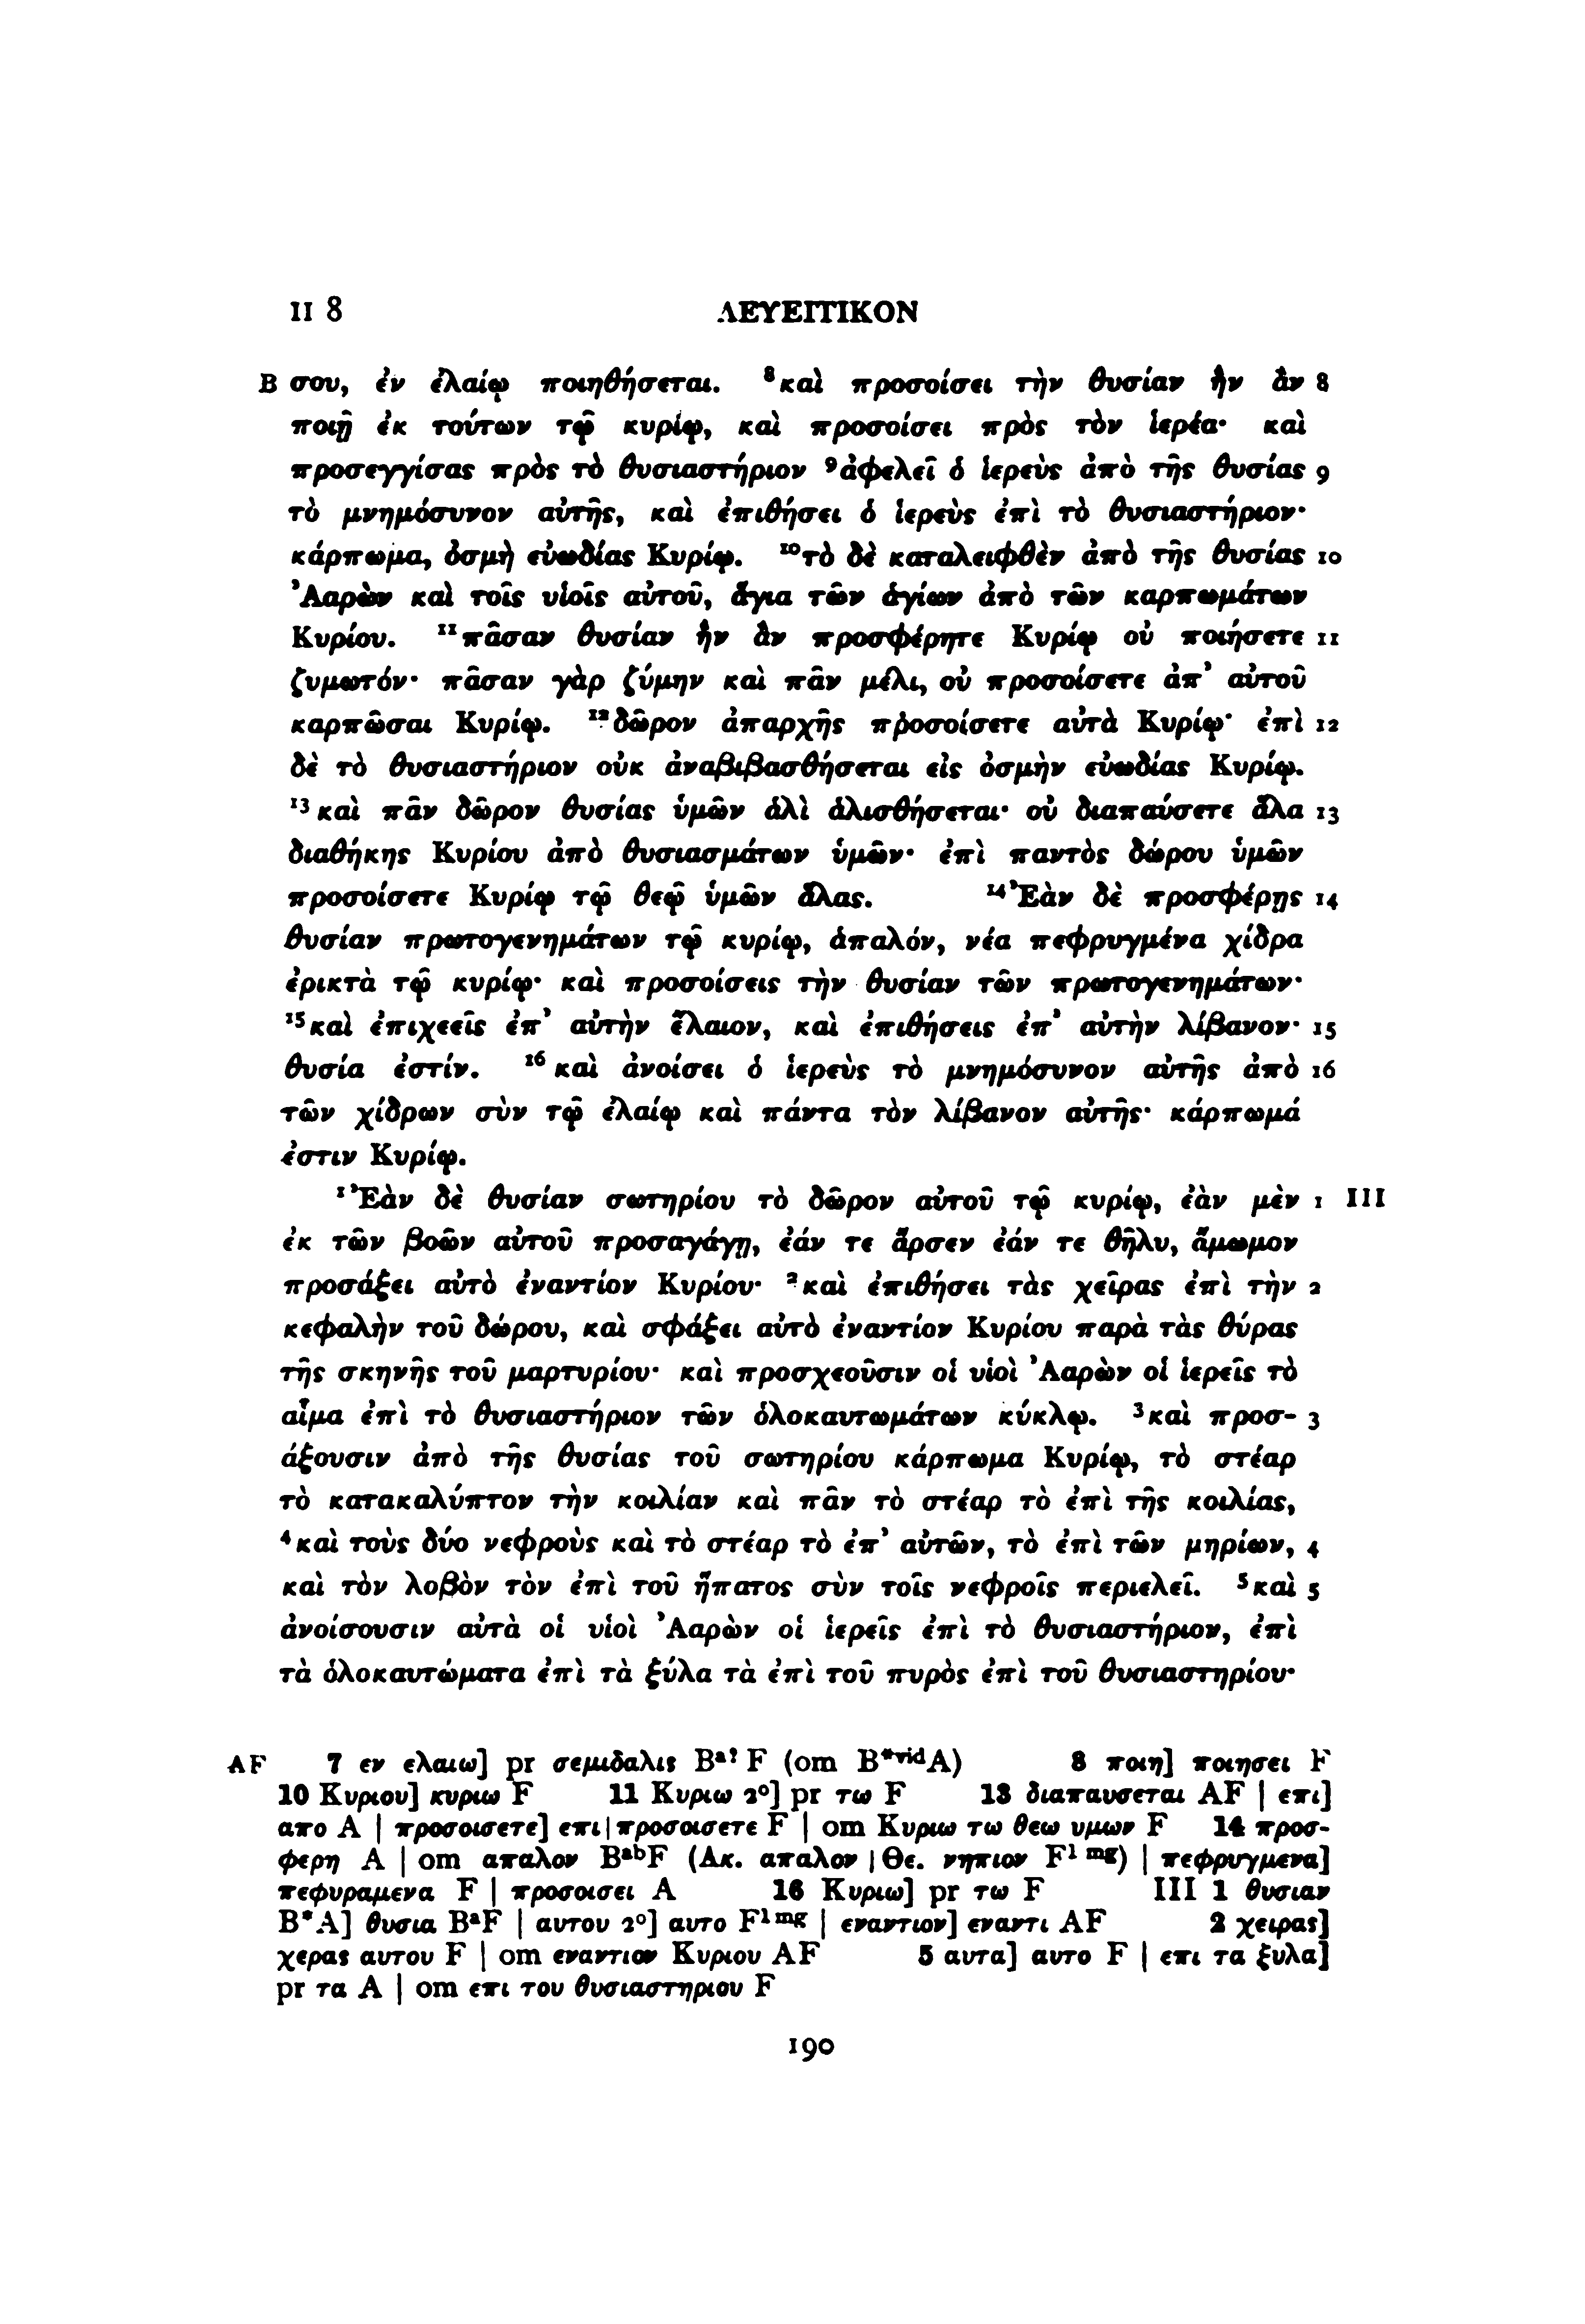 II 8 ΛΕΥΕΙΤΙΚΟΝ
B σου, ἐν ἐλαίῳ ποιηθήσεται. ⁸καὶ προσοίσει τὴν θυσίαν ἣν ἂν 8
ποιῇ ἐκ τούτων τῷ κυρίῳ, καὶ προσοίσει πρὸς τὸν ἱερέα· καὶ
προσεγγίσας πρὸς τὸ θυσιαστήριον ⁹ἀφελεῖ ὁ ἱερεὺς ἀπὸ τῆς θυσίας 9
τὸ μνημόσυνον αὐτῆς, καὶ ἐπιθήσει ὁ ἱερεὺς ἐπὶ τὸ θυσιαστήριον·
κάρπωμα, ὀσμὴ εὐωδίας Κυρίῳ. ¹⁰τὸ δὲ καταλειφθὲν ἀπὸ τῆς θυσίας 10
Ἀαρὼν καὶ τοῖς υἱοῖς αὐτοῦ, ἅγια τῶν ἁγίων ἀπὸ τῶν καρπωμάτων
Κυρίου. ¹¹πᾶσαν θυσίαν ἣν ἂν προσφέρητε Κυρίῳ οὐ ποιήσετε 11
ζυμωτόν· πᾶσαν γὰρ ζύμην καὶ πᾶν μέλι, οὐ προσοίσετε ἀπ᾽ αὐτοῦ
καρπῶσαι Κυρίῳ. ¹²δῶρον ἀπαρχῆς προσοίσετε αὐτὰ Κυρίῳ· ἐπὶ 12
δὲ τὸ θυσιαστήριον οὐκ ἀναβιβασθήσεται εἰς ὀσμὴν εὐωδίας Κυρίῳ.
¹³καὶ πᾶν δῶρον θυσίας ὑμῶν ἁλὶ ἁλισθήσεται· οὐ διαπαύσετε ἅλα 13
διαθήκης Κυρίου ἀπὸ θυσιασμάτων ὑμῶν· ἐπὶ παντὸς δώρου ὑμῶν
προσοίσετε Κυρίῳ τῷ θεῷ ὑμῶν ἅλας. ¹⁴Ἐὰν δὲ προσφέρῃς 14
θυσίαν πρωτογενημάτων τῷ κυρίῳ, ἁπαλόν, νέα πεφρυγμένα χίδρα
ἐρικτὰ τῷ κυρίῳ· καὶ προσοίσεις τὴν θυσίαν τῶν πρωτογενημάτων·
¹⁵καὶ ἐπιχεεῖς ἐπ᾽ αὐτὴν ἔλαιον, καὶ ἐπιθήσεις ἐπ᾽ αὐτὴν λίβανον· 15
θυσία ἐστίν. ¹⁶καὶ ἀνοίσει ὁ ἱερεὺς τὸ μνημόσυνον αὐτῆς ἀπὸ 16
τῶν χίδρων σὺν τῷ ἐλαίῳ καὶ πάντα τὸν λίβανον αὐτῆς· κάρπωμά
ἐστιν Κυρίῳ.
¹Ἐὰν δὲ θυσίαν σωτηρίου τὸ δῶρον αὐτοῦ τῷ κυρίῳ, ἐὰν μὲν 1 III
ἐκ τῶν βοῶν αὐτοῦ προσαγάγῃ, ἐάν τε ἄρσεν ἐάν τε θῆλυ, ἄμωμον
προσάξει αὐτὸ ἐναντίον Κυρίου· ²καὶ ἐπιθήσει τὰς χεῖρας ἐπὶ τὴν 2
κεφαλὴν τοῦ δώρου, καὶ σφάξει αὐτὸ ἐναντίον Κυρίου παρὰ τὰς θύρας
τῆς σκηνῆς τοῦ μαρτυρίου· καὶ προσχεοῦσιν οἱ υἱοὶ Ἀαρὼν οἱ ἱερεῖς τὸ
αἷμα ἐπὶ τὸ θυσιαστήριον τῶν ὁλοκαυτωμάτων κύκλῳ. ³καὶ προσ- 3
άξουσιν ἀπὸ τῆς θυσίας τοῦ σωτηρίου κάρπωμα Κυρίῳ, τὸ στέαρ
τὸ κατακαλύπτον τὴν κοιλίαν καὶ πᾶν τὸ στέαρ τὸ ἐπὶ τῆς κοιλίας,
⁴καὶ τοὺς δύο νεφροὺς καὶ τὸ στέαρ τὸ ἐπ᾽ αὐτῶν, τὸ ἐπὶ τῶν μηρίων, 4
καὶ τὸν λοβὸν τὸν ἐπὶ τοῦ ἥπατος σὺν τοῖς νεφροῖς περιελεῖ. ⁵καὶ 5
ἀνοίσουσιν αὐτὰ οἱ υἱοὶ Ἀαρὼν οἱ ἱερεῖς ἐπὶ τὸ θυσιαστήριον, ἐπὶ
τὰ ὁλοκαυτώματα ἐπὶ τὰ ξύλα τὰ ἐπὶ τοῦ πυρὸς ἐπὶ τοῦ θυσιαστηρίου·
AF 7 εν ελαιω] pr σεμιδαλις Bᵃ?F (om B*ᵛⁱᵈA) 8 ποιη] ποιησει F
10 Κυριου] κυριω F 11 Κυριω 2°] pr τω F 13 διαπαυσεται AF | επι]
απο A | προσοισετε] επι|προσοισετε F | om Κυριω τω θεω υμων F 14 προσ-
φερη A | om απαλον BᵃᵇF (Ακ. απαλον | Θε. νηπιον F¹ ᵐᵍ) | πεφρυγμενα]
πεφυραμενα F | προσοισει A 16 Κυριω] pr τω F III 1 θυσιαν
B*A] θυσια BᵃF | αυτου 2°] αυτο F¹ᵐᵍ | εναντιον] εναντι AF 2 χειρας]
χερας αυτου F | om εναντιον Κυριου AF 5 αυτα] αυτο F | επι τα ξυλα]
pr τα A | om επι του θυσιαστηριου F
190